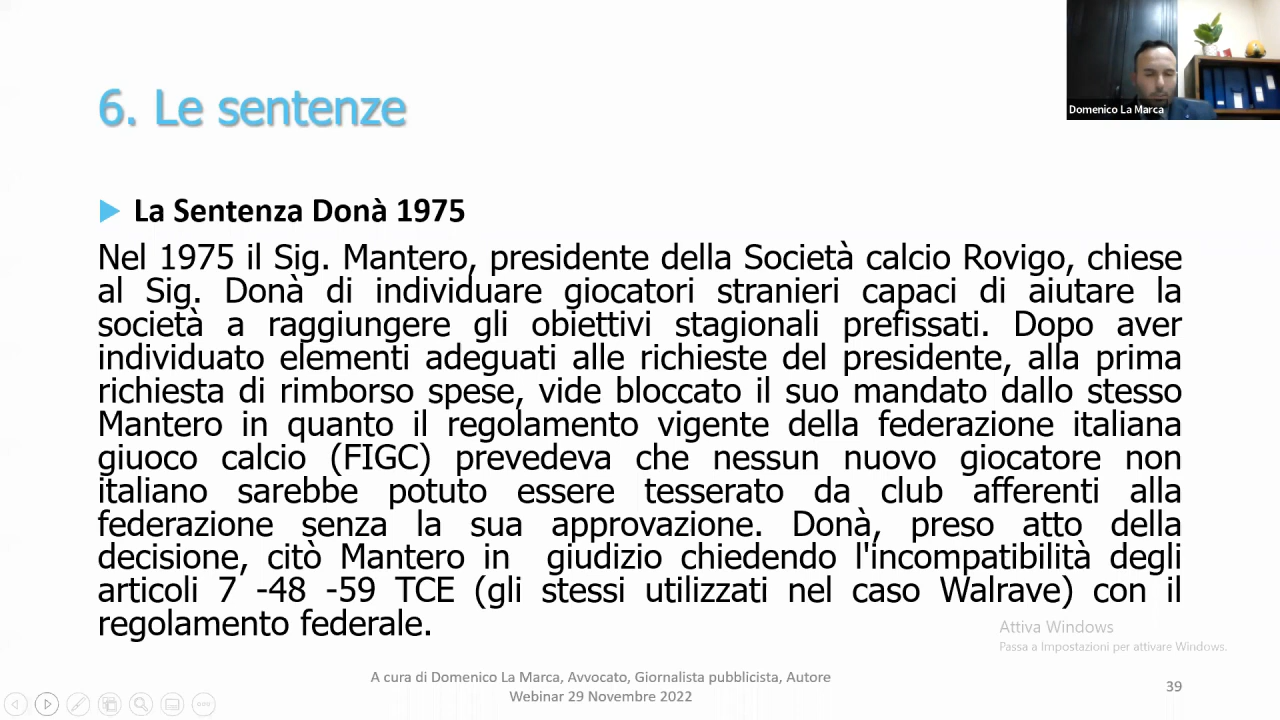 Domenico La Marca
6. Le sentenze
La Sentenza Donà 1975
Nel 1975 il Sig. Mantero, presidente della Società calcio Rovigo, chiese
al Sig. Donà di individuare giocatori stranieri capaci di aiutare la
società a raggiungere gli obiettivi stagionali prefissati. Dopo aver
individuato elementi adeguati alle richieste del presidente, alla prima
richiesta di rimborso spese, vide bloccato il suo mandato dallo stesso
Mantero in quanto il regolamento vigente della federazione italiana
giuoco calcio (FIGC) prevedeva che nessun nuovo giocatore non
italiano sarebbe potuto essere tesserato da club afferenti alla
federazione senza la sua approvazione. Donà, preso atto della
decisione, citò Mantero in giudizio chiedendo l'incompatibilità degli
articoli 7 -48 -59 TCE (gli stessi utilizzati nel caso Walrave) con il
regolamento federale.
Attiva Windows
Passa a Impostazioni per attivare Windows.
A cura di Domenico La Marca, Avvocato, Giornalista pubblicista, Autore
Webinar 29 Novembre 2022
39